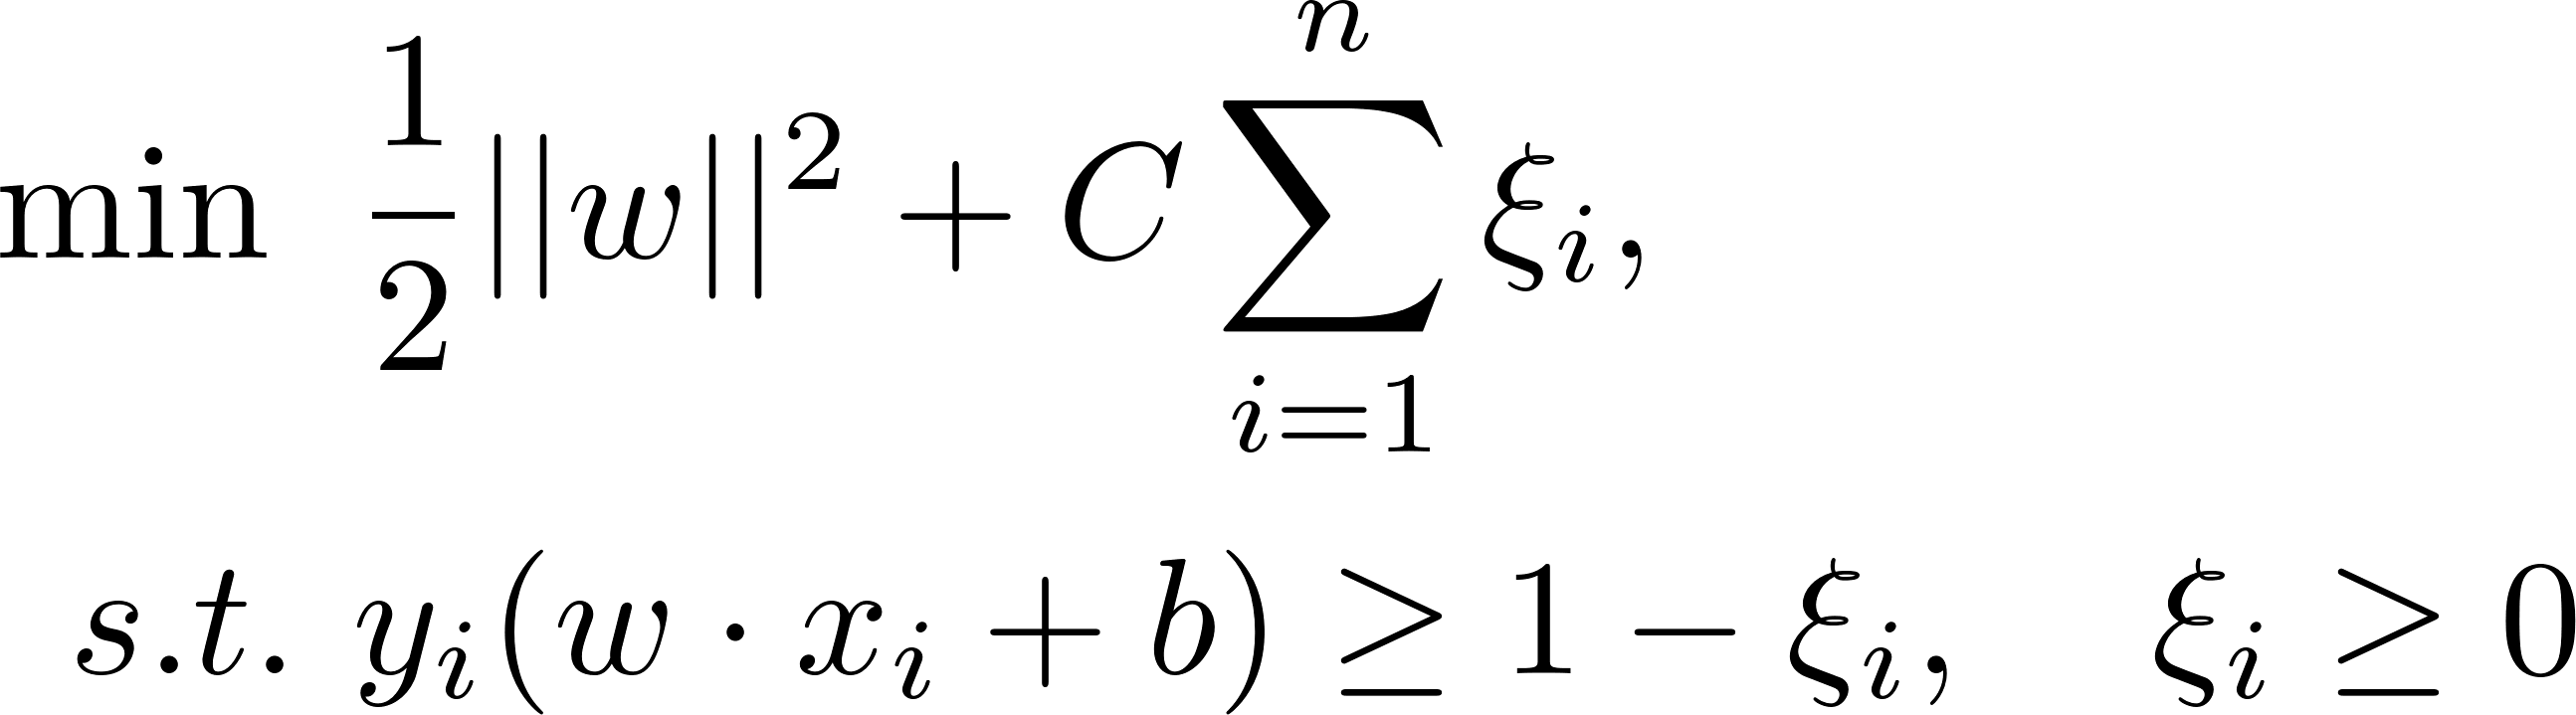 min 1/2 ||w||² + C ∑_{i=1}^{n} ξ_i,
s.t. y_i(w · x_i + b) ≥ 1 − ξ_i, ξ_i ≥ 0